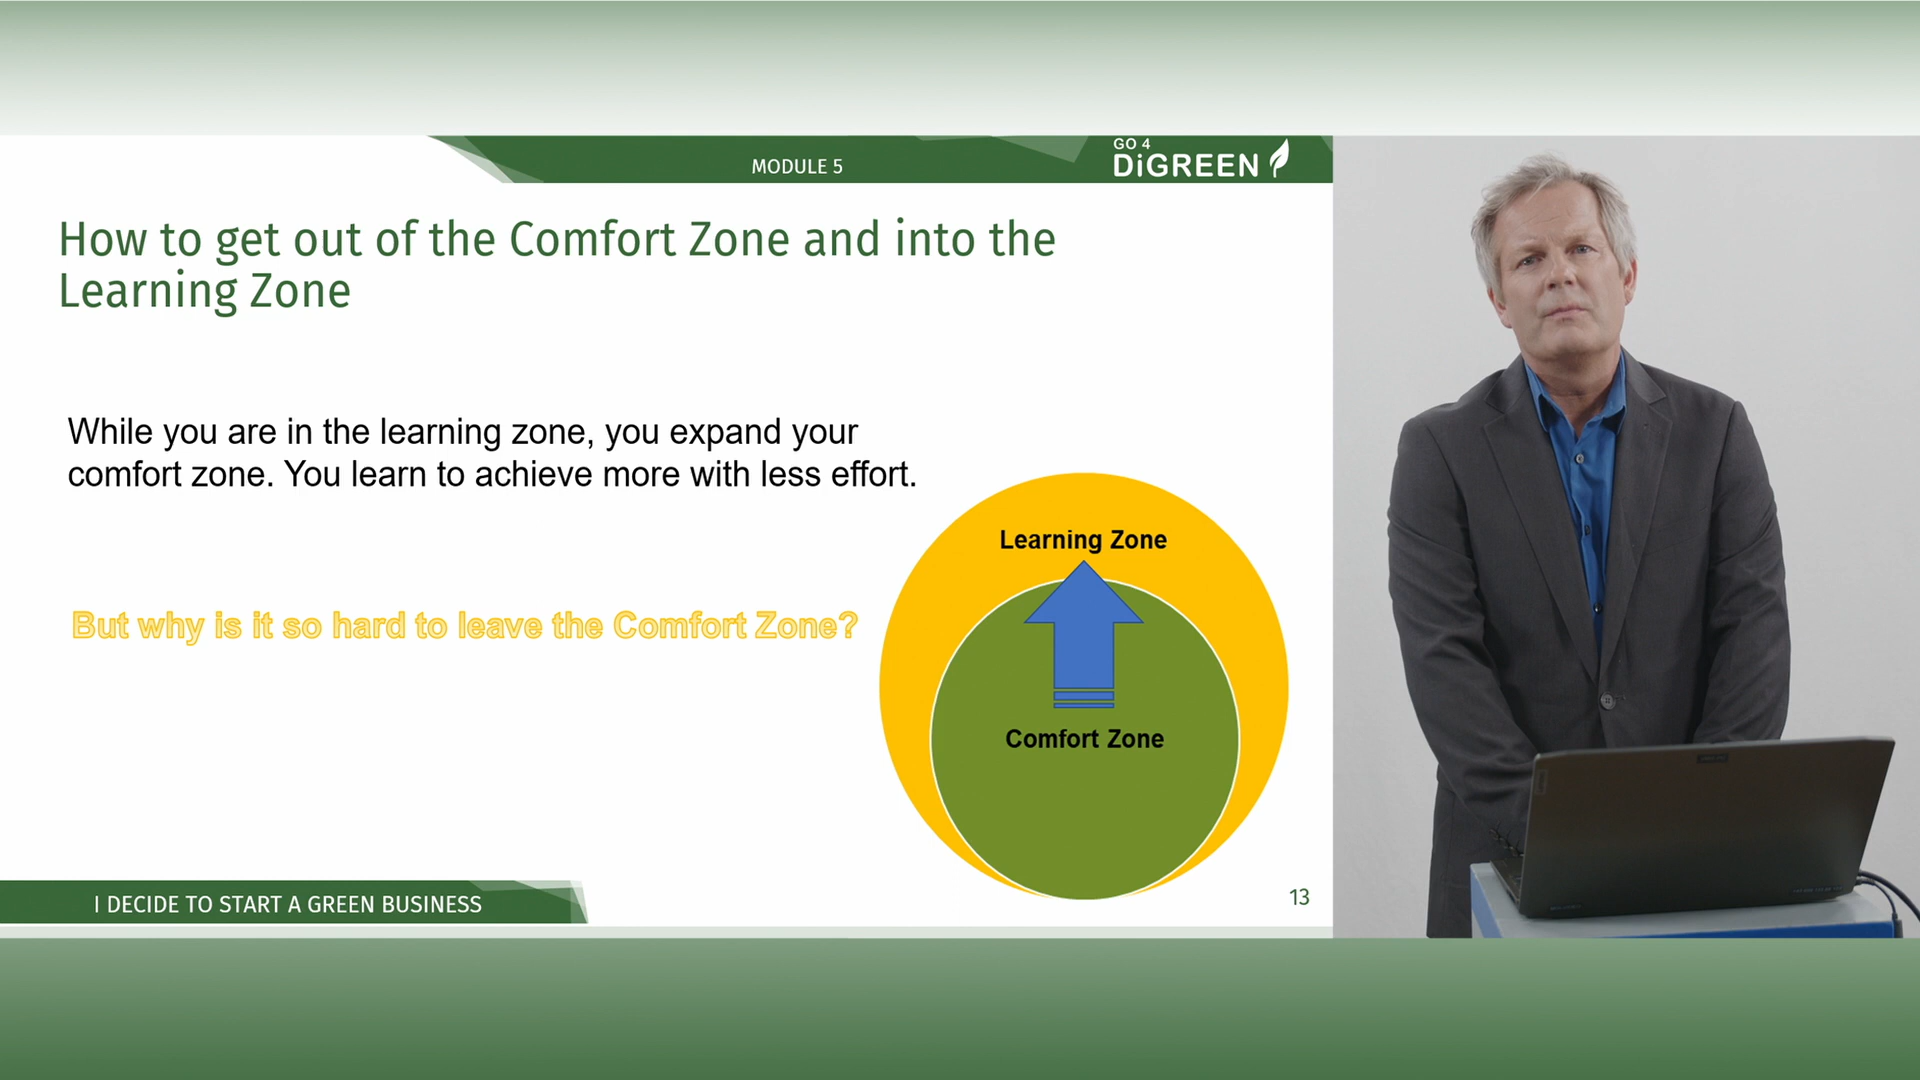 MODULE 5
GO 4
DiGREEN
How to get out of the Comfort Zone and into the
Learning Zone
While you are in the learning zone, you expand your
comfort zone. You learn to achieve more with less effort.
But why is it so hard to leave the Comfort Zone?
Learning Zone
Comfort Zone
I DECIDE TO START A GREEN BUSINESS
13